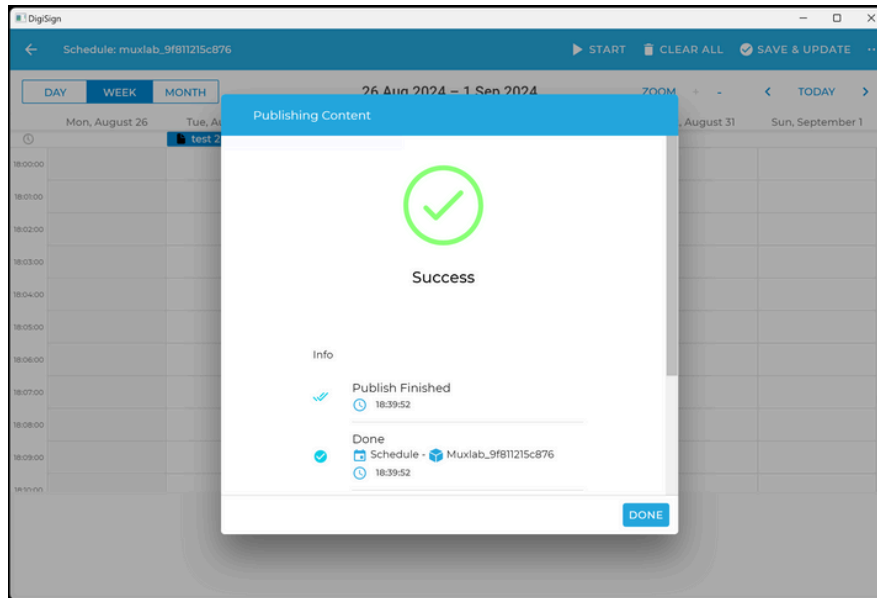 DigiSign
Schedule: muxlab_9f811215c876
START
CLEAR ALL
SAVE & UPDATE
DAY WEEK MONTH
26 Aug 2024 – 1 Sep 2024
ZOOM + -
< TODAY >
Mon, August 26
Tue, Au
, August 31
Sun, September 1
test 2
Publishing Content
Success
Info
Publish Finished
18:39:52
Done
Schedule - Muxlab_9f811215c876
18:39:52
DONE
18:00:00
18:01:00
18:02:00
18:03:00
18:04:00
18:05:00
18:06:00
18:07:00
18:08:00
18:09:00
18:10:00